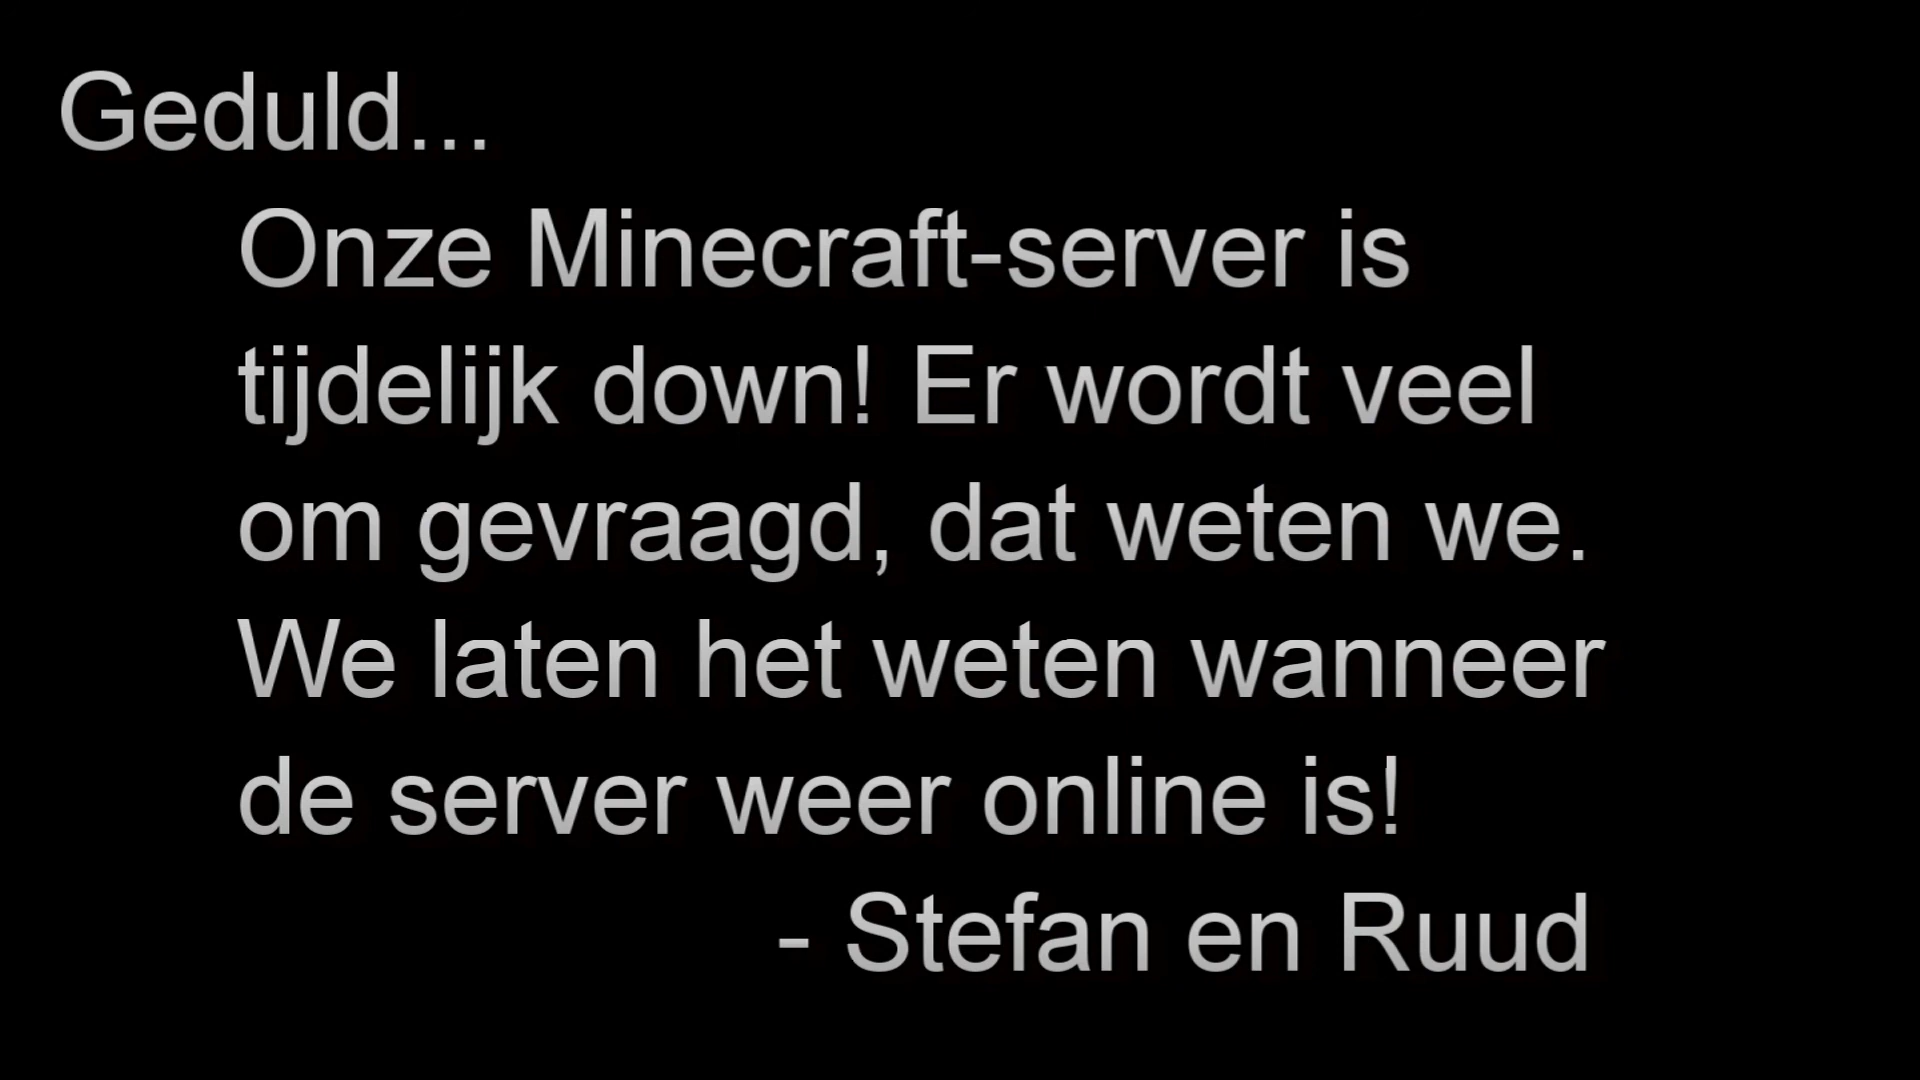 Geduld...
Onze Minecraft-server is
tijdelijk down! Er wordt veel
om gevraagd, dat weten we.
We laten het weten wanneer
de server weer online is!
- Stefan en Ruud